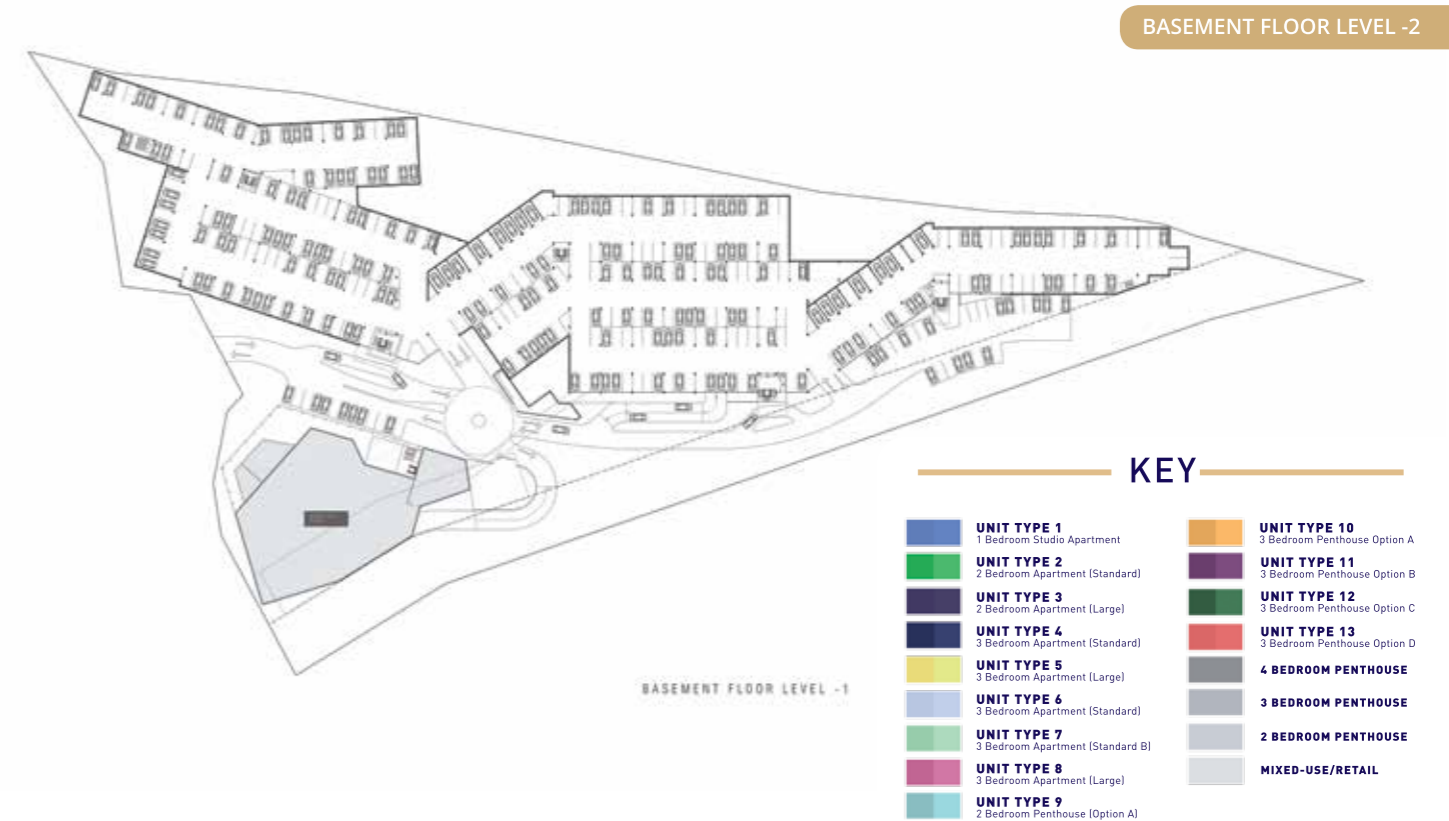 BASEMENT FLOOR LEVEL -2
BASEMENT FLOOR LEVEL -1
KEY
UNIT TYPE 1
1 Bedroom Studio Apartment
UNIT TYPE 2
2 Bedroom Apartment (Standard)
UNIT TYPE 3
2 Bedroom Apartment (Large)
UNIT TYPE 4
3 Bedroom Apartment (Standard)
UNIT TYPE 5
3 Bedroom Apartment (Large)
UNIT TYPE 6
3 Bedroom Apartment (Standard)
UNIT TYPE 7
3 Bedroom Apartment (Standard B)
UNIT TYPE 8
3 Bedroom Apartment (Large)
UNIT TYPE 9
2 Bedroom Penthouse (Option A)
UNIT TYPE 10
3 Bedroom Penthouse Option A
UNIT TYPE 11
3 Bedroom Penthouse Option B
UNIT TYPE 12
3 Bedroom Penthouse Option C
UNIT TYPE 13
3 Bedroom Penthouse Option D
4 BEDROOM PENTHOUSE
3 BEDROOM PENTHOUSE
2 BEDROOM PENTHOUSE
MIXED-USE/RETAIL